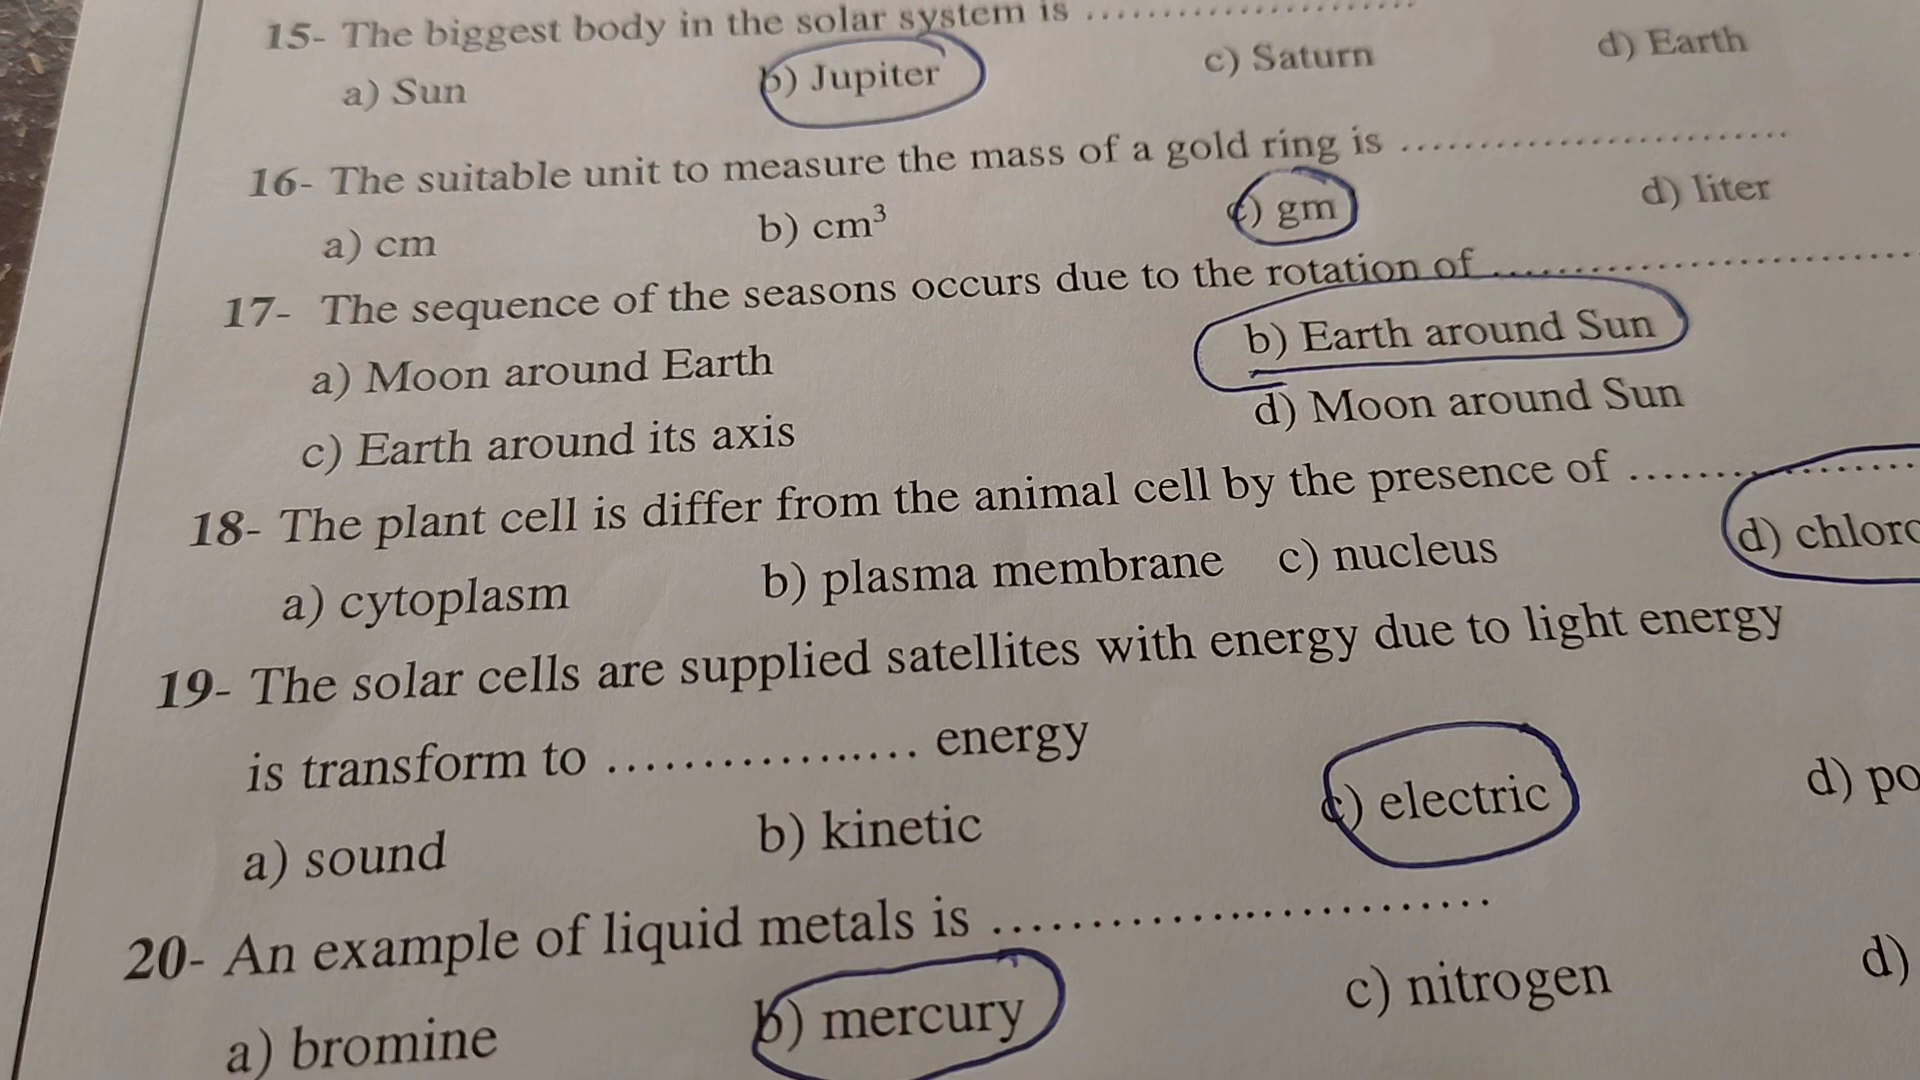 15- The biggest body in the solar system is ......................
a) Sun b) Jupiter c) Saturn d) Earth
16- The suitable unit to measure the mass of a gold ring is ..........................
a) cm b) cm³ c) gm d) liter
17- The sequence of the seasons occurs due to the rotation of ..............................
a) Moon around Earth b) Earth around Sun
c) Earth around its axis d) Moon around Sun
18- The plant cell is differ from the animal cell by the presence of ..................
a) cytoplasm b) plasma membrane c) nucleus d)
19- The solar cells are supplied satellites with energy due to light energy
is transform to .................. energy
a) sound b) kinetic c) electric d)
20- An example of liquid metals is ..........................
a) bromine b) mercury c) nitrogen d)